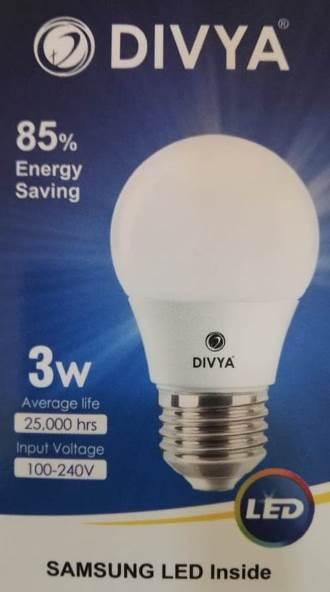 DIVYA®
85%
Energy
Saving
DIVYA
3w
Average life
25,000 hrs
Input Voltage
100-240V
LED
SAMSUNG LED Inside